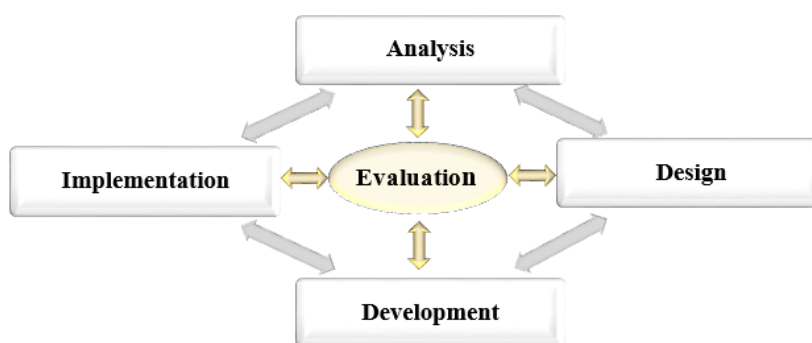 Analysis
Implementation
Evaluation
Design
Development